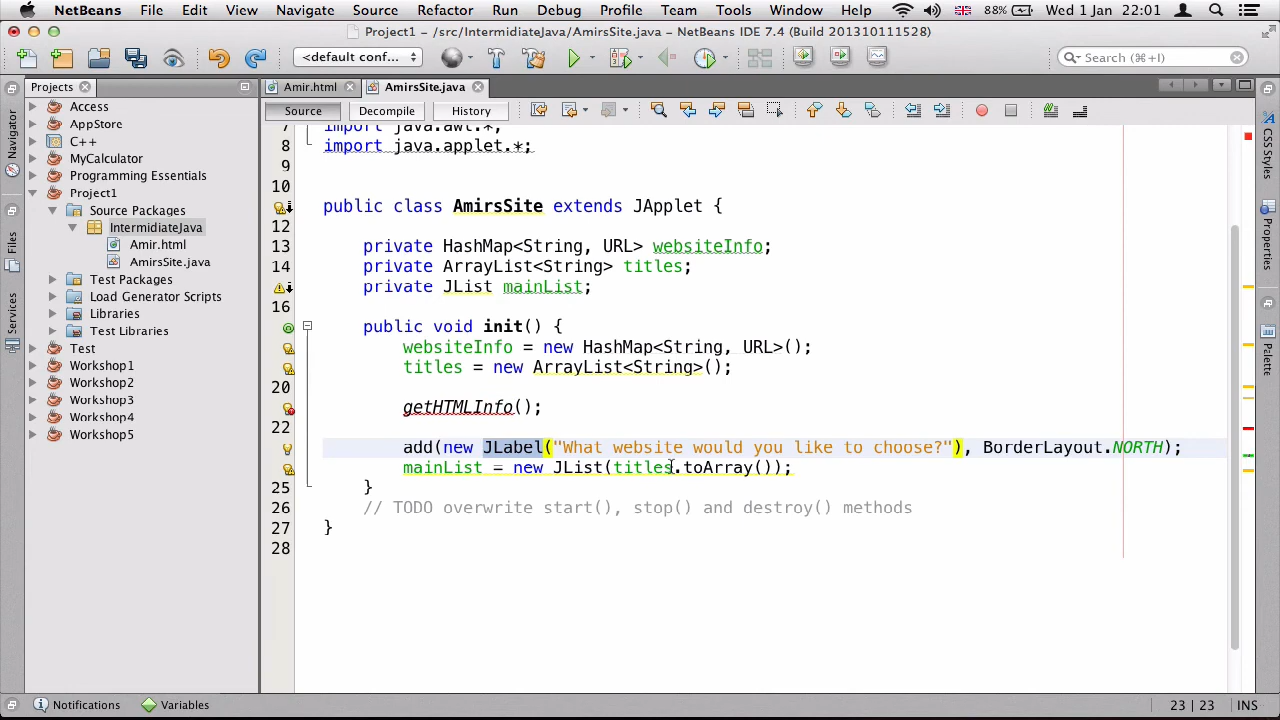 NetBeans File Edit View Navigate Source Refactor Run Debug Profile Team Tools Window Help 88% Wed 1 Jan 22:01
Project1 - /src/IntermidiateJava/AmirsSite.java - NetBeans IDE 7.4 (Build 201310111528)
<default conf... Search (⌘+I)
Projects Amir.html AmirsSite.java
Source Decompile History
Navigator
Files
Services
Access
AppStore
C++
MyCalculator
Programming Essentials
Project1
Source Packages
IntermidiateJava
Amir.html
AmirsSite.java
Test Packages
Load Generator Scripts
Libraries
Test Libraries
Test
Workshop1
Workshop2
Workshop3
Workshop4
Workshop5
7 import java.awt.*;
8 import java.applet.*;
9
10
public class AmirsSite extends JApplet {
12
13 private HashMap<String, URL> websiteInfo;
14 private ArrayList<String> titles;
private JList mainList;
16
public void init() {
websiteInfo = new HashMap<String, URL>();
titles = new ArrayList<String>();
20
getHTMLInfo();
22
add(new JLabel("What website would you like to choose?"), BorderLayout.NORTH);
mainList = new JList(titles.toArray());
25 }
26 // TODO overwrite start(), stop() and destroy() methods
27 }
28
CSS Styles
Properties
Palette
Notifications Variables 23 | 23 INS